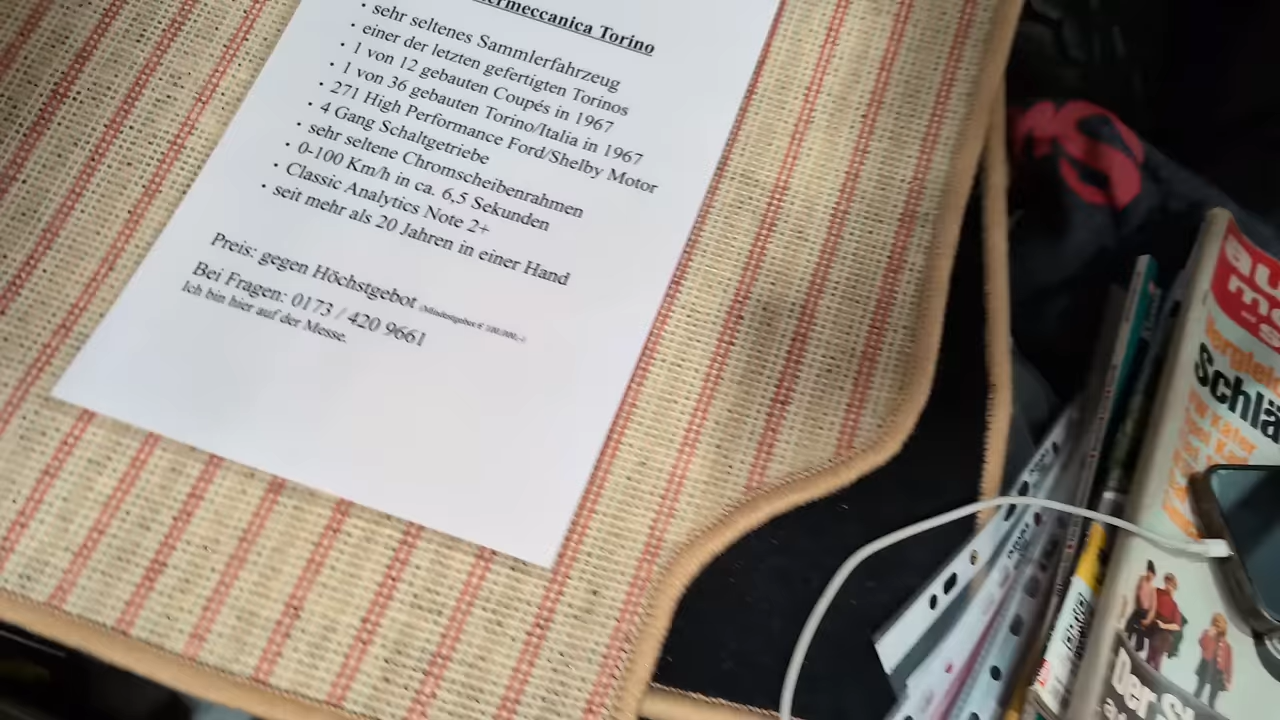 ermeccanica Torino
• sehr seltenes Sammlerfahrzeug
• einer der letzten gefertigten Torinos
• 1 von 12 gebauten Coupés in 1967
• 1 von 36 gebauten Torino/Italia in 1967
• 271 High Performance Ford/Shelby Motor
• 4 Gang Schaltgetriebe
• sehr seltene Chromscheibenrahmen
• 0-100 Km/h in ca. 6,5 Sekunden
• Classic Analytics Note 2+
• seit mehr als 20 Jahren in einer Hand
Preis: gegen Höchstgebot
Bei Fragen: 0173 / 420 9661
Ich bin hier auf der Messe.
Schlä
Der